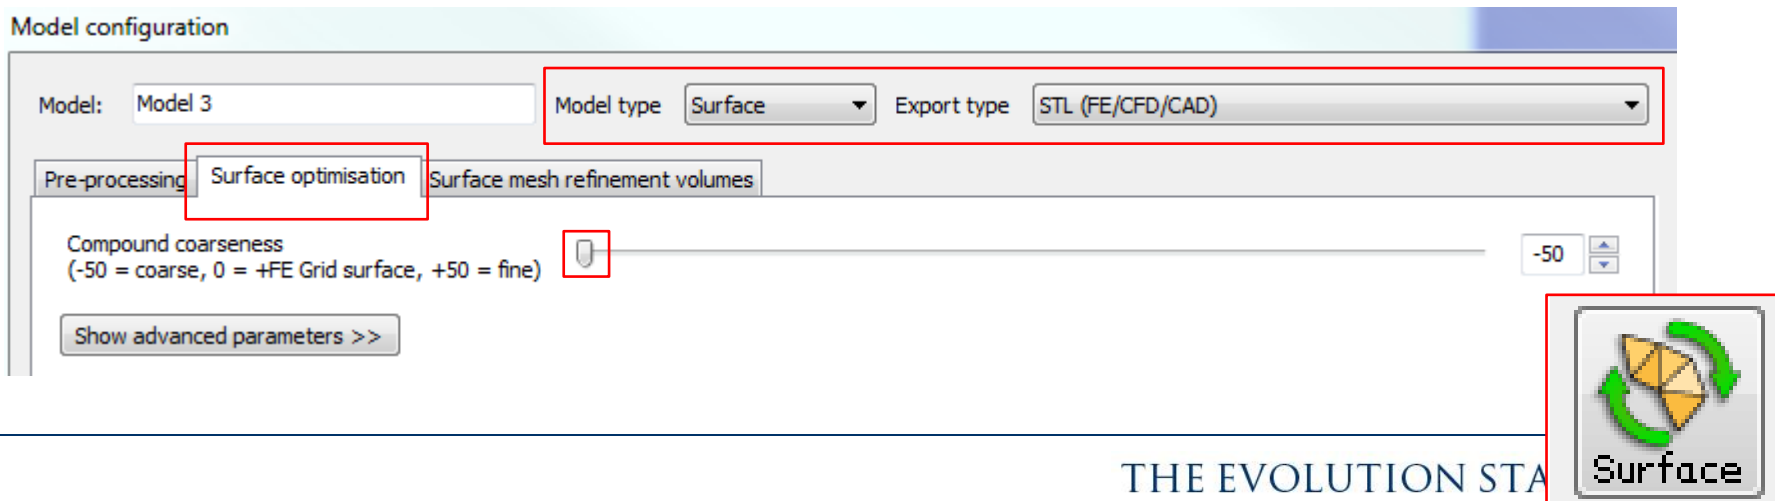 Model configuration
Model: Model 3 Model type Surface Export type STL (FE/CFD/CAD)
Pre-processing Surface optimisation Surface mesh refinement volumes
Compound coarseness
(-50 = coarse, 0 = +FE Grid surface, +50 = fine) -50
Show advanced parameters >>
THE EVOLUTION STA
Surface